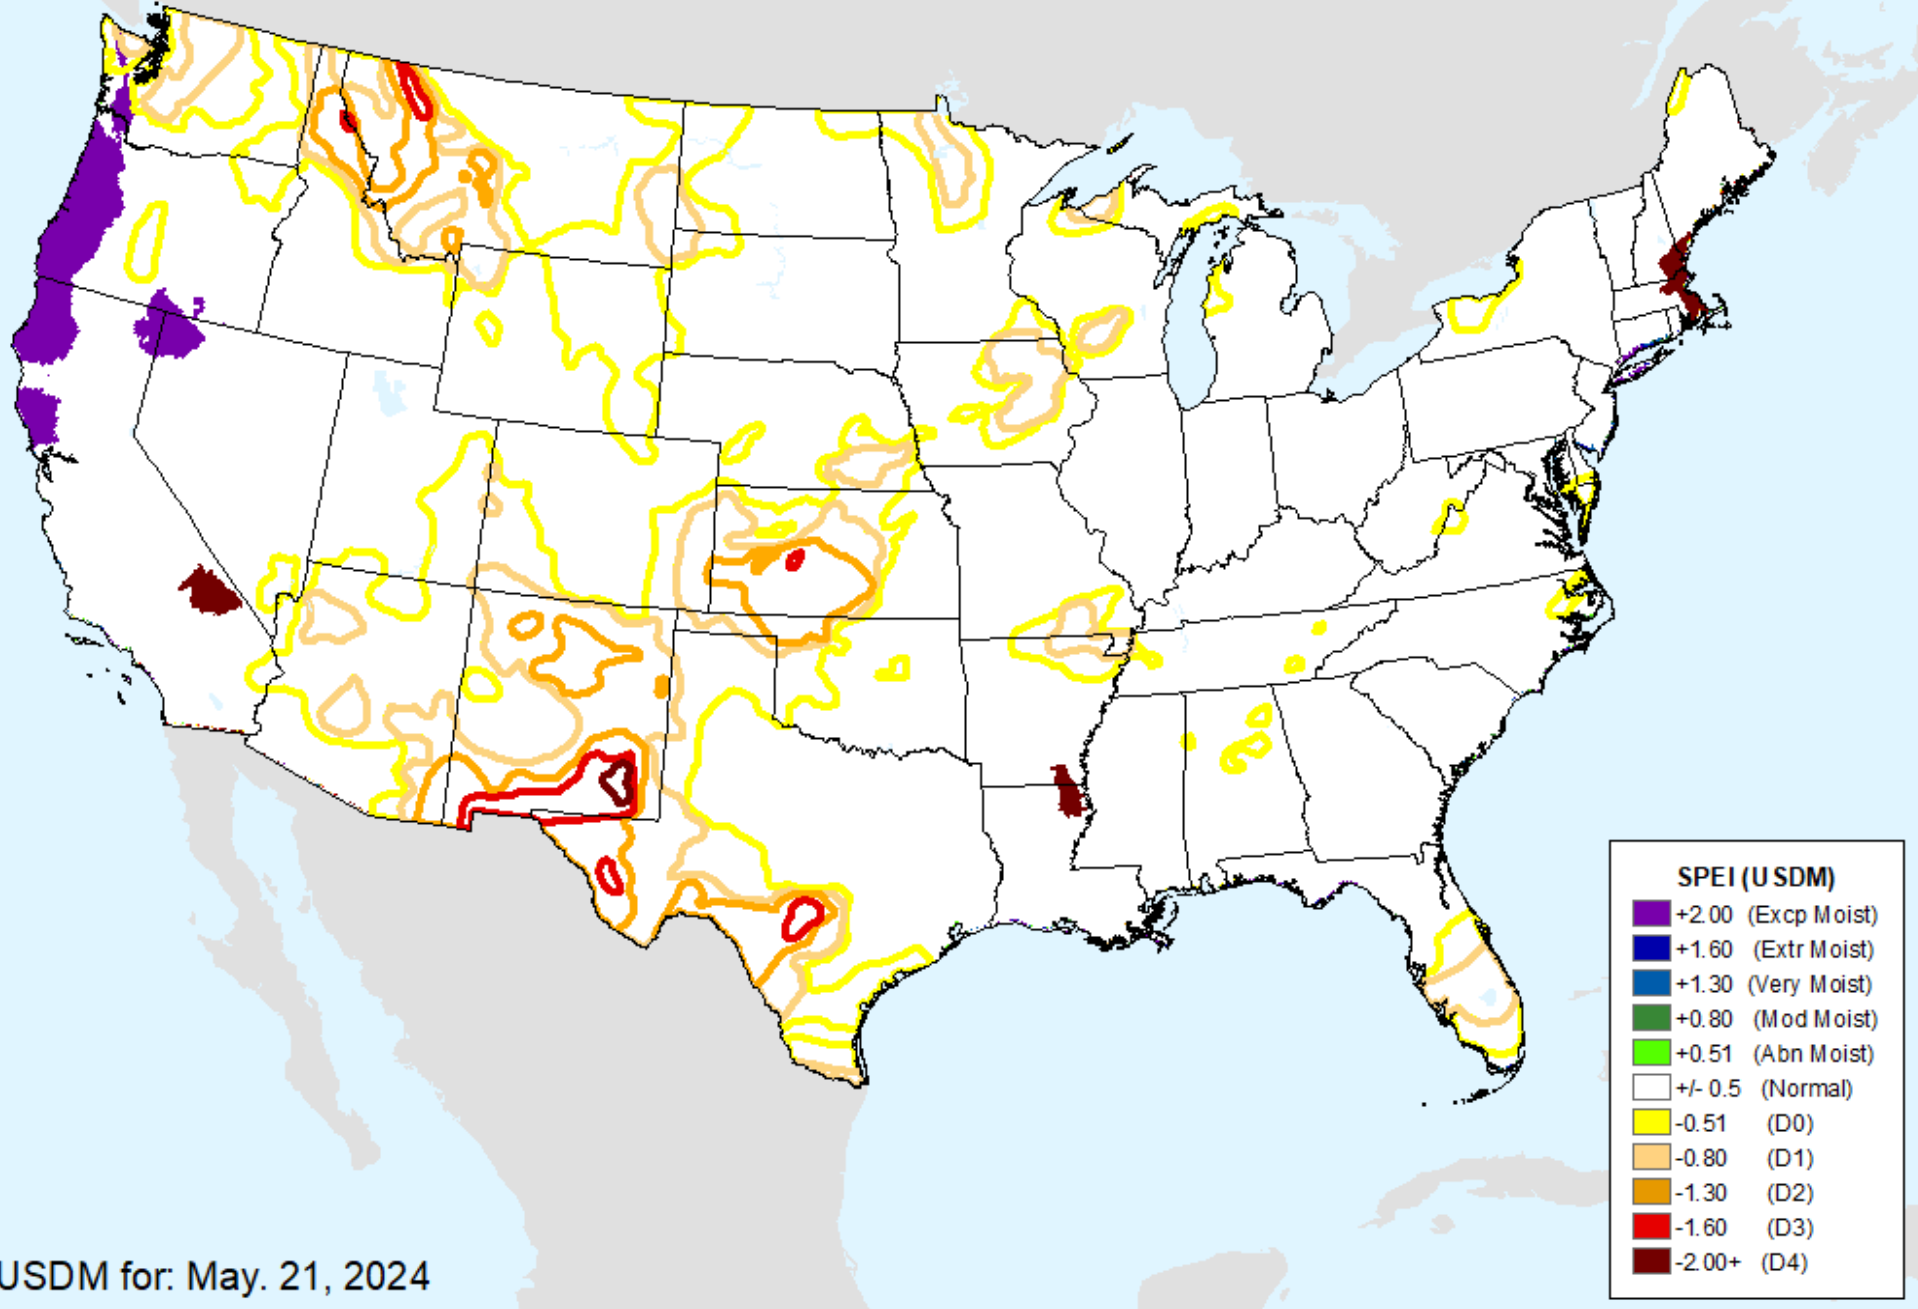 SPEI (USDM)
+2.00 (Excp Moist)
+1.60 (Extr Moist)
+1.30 (Very Moist)
+0.80 (Mod Moist)
+0.51 (Abn Moist)
+/- 0.5 (Normal)
-0.51 (D0)
-0.80 (D1)
-1.30 (D2)
-1.60 (D3)
-2.00+ (D4)
USDM for: May. 21, 2024